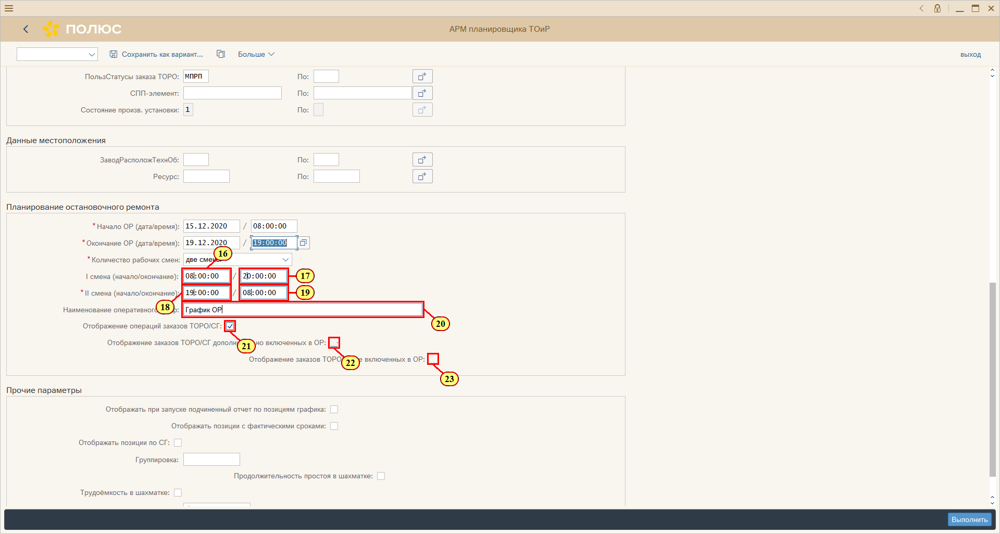 ПОЛЮС
АРМ планировщика ТОиР
Сохранить как вариант...
Больше
выход
ПользСтатусы заказа ТОРО: МПРП По:
СПП-элемент: По:
Состояние произв. установки: 1 По:
Данные местоположения
ЗаводРасположТехнОб: По:
Ресурс: По:
Планирование остановочного ремонта
* Начало ОР (дата/время): 15.12.2020 / 08:00:00
* Окончание ОР (дата/время): 19.12.2020 / 19:00:00
16
* Количество рабочих смен: две смены
I смена (начало/окончание): 08:00:00 / 20:00:00 17
* II смена (начало/окончание): 19:00:00 / 08:00:00 19
18
Наименование оперативного График ОР
20
Отображение операций заказов ТОРО/СГ:
21
Отображение заказов ТОРО/СГ включенных в ОР:
22
Отображение заказов ТОРО включенных в ОР:
23
Прочие параметры
Отображать при запуске подчиненный отчет по позициям графика:
Отображать позиции с фактическими сроками:
Отображать позиции по СГ:
Группировка:
Продолжительность простоя в шахматке:
Трудоёмкость в шахматке:
Выполнить